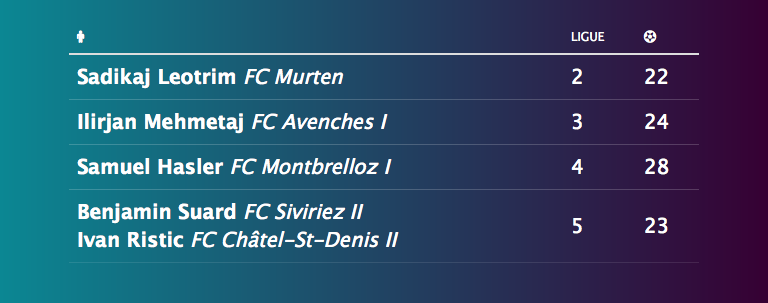 LIGUE
Sadikaj Leotrim FC Murten 2 22
Ilirjan Mehmetaj FC Avenches I 3 24
Samuel Hasler FC Montbrelloz I 4 28
Benjamin Suard FC Siviriez II
Ivan Ristic FC Châtel-St-Denis II 5 23